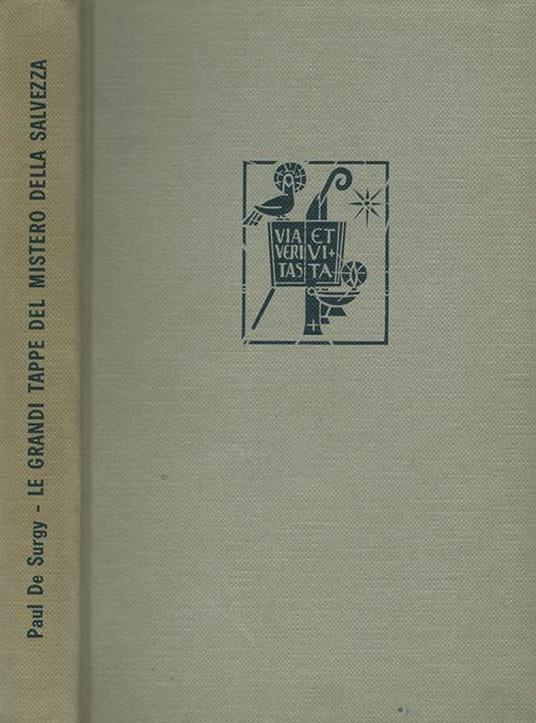 Paul De Surgy - LE GRANDI TAPPE DEL MISTERO DELLA SALVEZZA
VIA ET
VERI VI+
TAS TA